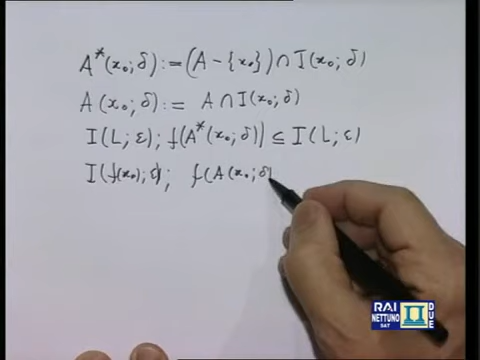 A*(x₀; δ) := (A - {x₀}) ∩ I(x₀; δ)
A(x₀; δ) := A ∩ I(x₀; δ)
I(L; ε); f(A*(x₀; δ)) ⊆ I(L; ε)
I(f(x₀); ε); f(A(x₀; δ)
RAI
NETTUNO
SAT
DUE